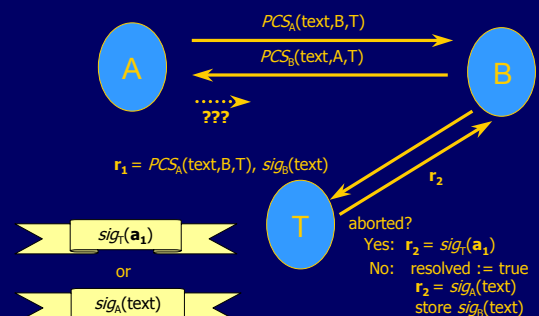 PCS_A(text,B,T)
A
B
PCS_B(text,A,T)
???
r_1 = PCS_A(text,B,T), sig_B(text)
r_2
T
aborted?
Yes: r_2 = sig_T(a_1)
No: resolved := true
r_2 = sig_A(text)
store sig_B(text)
sig_T(a_1)
or
sig_A(text)